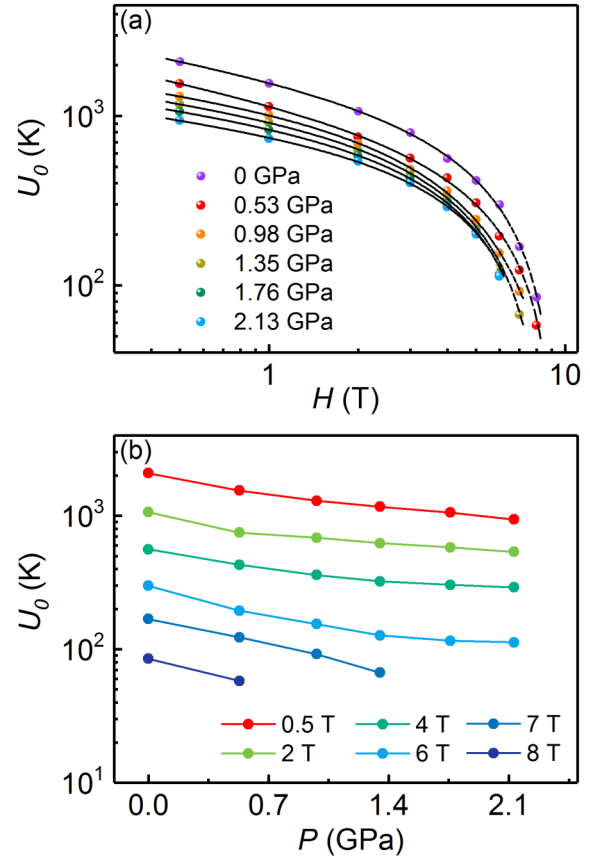 (a)
U₀ (K)
10³
10²
0 GPa
0.53 GPa
0.98 GPa
1.35 GPa
1.76 GPa
2.13 GPa
1 10
H (T)
(b)
U₀ (K)
10³
10²
10¹
0.5 T 4 T 7 T
2 T 6 T 8 T
0.0 0.7 1.4 2.1
P (GPa)